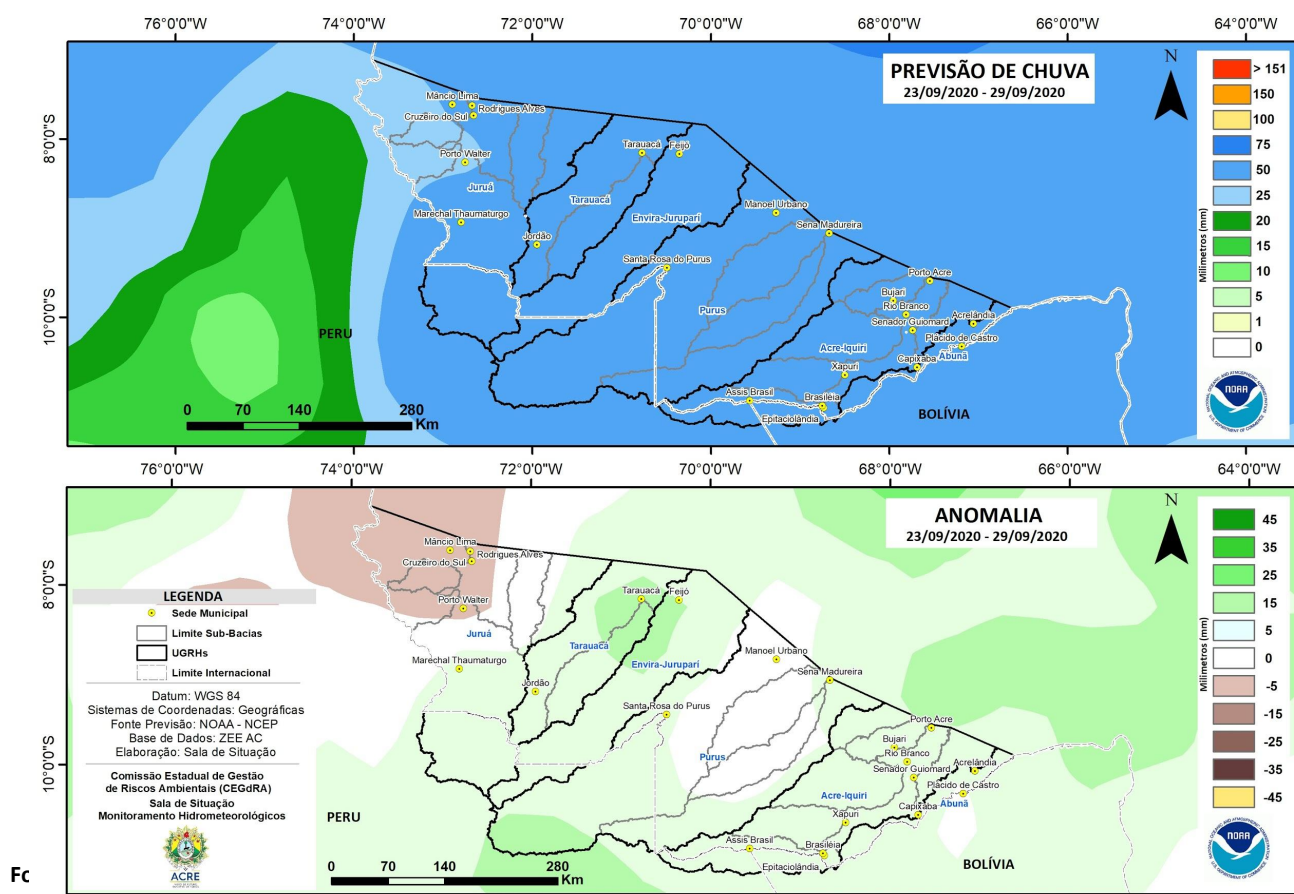 76°0'0"W 74°0'0"W 72°0'0"W 70°0'0"W 68°0'0"W 66°0'0"W 64°0'0"W
8°0'0"S
10°0'0"S
PREVISÃO DE CHUVA
23/09/2020 - 29/09/2020
N
Mâncio Lima
Rodrigues Alves
Cruzeiro do Sul
Porto Walter
Juruá
Marechal Thaumaturgo
Tarauacá
Feijó
Tarauacá
Jordão
Envira-Jurupari
Santa Rosa do Purus
Manoel Urbano
Sena Madureira
Purus
Porto Acre
Bujari
Rio Branco
Senador Guiomard
Acrelândia
Plácido de Castro
Acre-Iquiri
Abunã
Capixaba
Xapuri
Assis Brasil
Brasiléia
Epitaciolândia
PERU
BOLÍVIA
0 70 140 280
Km
Milímetros (mm)
> 151
150
100
75
50
25
20
15
10
5
1
0
NOAA
76°0'0"W 74°0'0"W 72°0'0"W 70°0'0"W 68°0'0"W 66°0'0"W 64°0'0"W
8°0'0"S
10°0'0"S
ANOMALIA
23/09/2020 - 29/09/2020
N
Mâncio Lima
Rodrigues Alves
Cruzeiro do Sul
Porto Walter
Juruá
Marechal Thaumaturgo
Tarauacá
Feijó
Tarauacá
Jordão
Envira-Jurupari
Santa Rosa do Purus
Manoel Urbano
Sena Madureira
Purus
Porto Acre
Bujari
Rio Branco
Senador Guiomard
Acrelândia
Plácido de Castro
Acre-Iquiri
Abunã
Capixaba
Xapuri
Assis Brasil
Brasiléia
Epitaciolândia
PERU
BOLÍVIA
0 70 140 280
Km
Milímetros (mm)
45
35
25
15
5
0
-5
-15
-25
-35
-45
NOAA
LEGENDA
Sede Municipal
Limite Sub-Bacias
UGRHs
Limite Internacional
Datum: WGS 84
Sistemas de Coordenadas: Geográficas
Fonte Previsão: NOAA - NCEP
Base de Dados: ZEE AC
Elaboração: Sala de Situação
Comissão Estadual de Gestão
de Riscos Ambientais (CEGdRA)
Sala de Situação
Monitoramento Hidrometeorológicos
ACRE
Fo